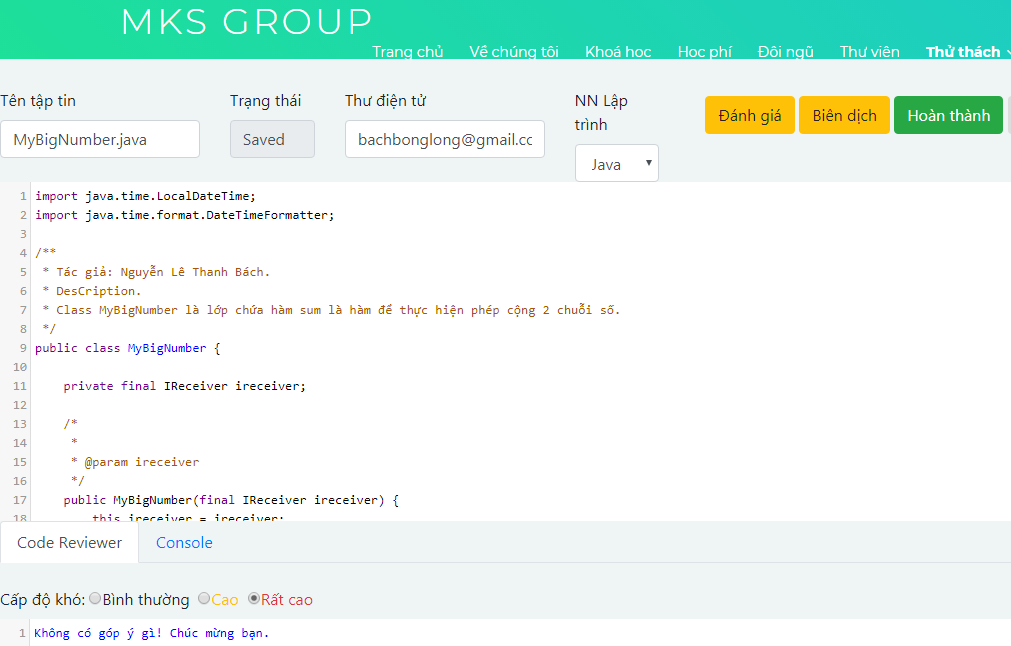 MKS GROUP
Trang chủ Về chúng tôi Khoá học Học phí Đội ngũ Thư viện Thử thách
Tên tập tin Trạng thái Thư điện tử NN Lập trình
MyBigNumber.java Saved bachbonglong@gmail.cc Java Đánh giá Biên dịch Hoàn thành
1 import java.time.LocalDateTime;
2 import java.time.format.DateTimeFormatter;
3
4 /**
5 * Tác giả: Nguyễn Lê Thanh Bách.
6 * DesCription.
7 * Class MyBigNumber là lớp chứa hàm sum là hàm để thực hiện phép cộng 2 chuỗi số.
8 */
9 public class MyBigNumber {
10
11 private final IReceiver ireceiver;
12
13 /*
14 *
15 * @param ireceiver
16 */
17 public MyBigNumber(final IReceiver ireceiver) {
18 this.ireceiver = ireceiver;
Code Reviewer Console
Cấp độ khó: Bình thường Cao Rất cao
1 Không có góp ý gì! Chúc mừng bạn.